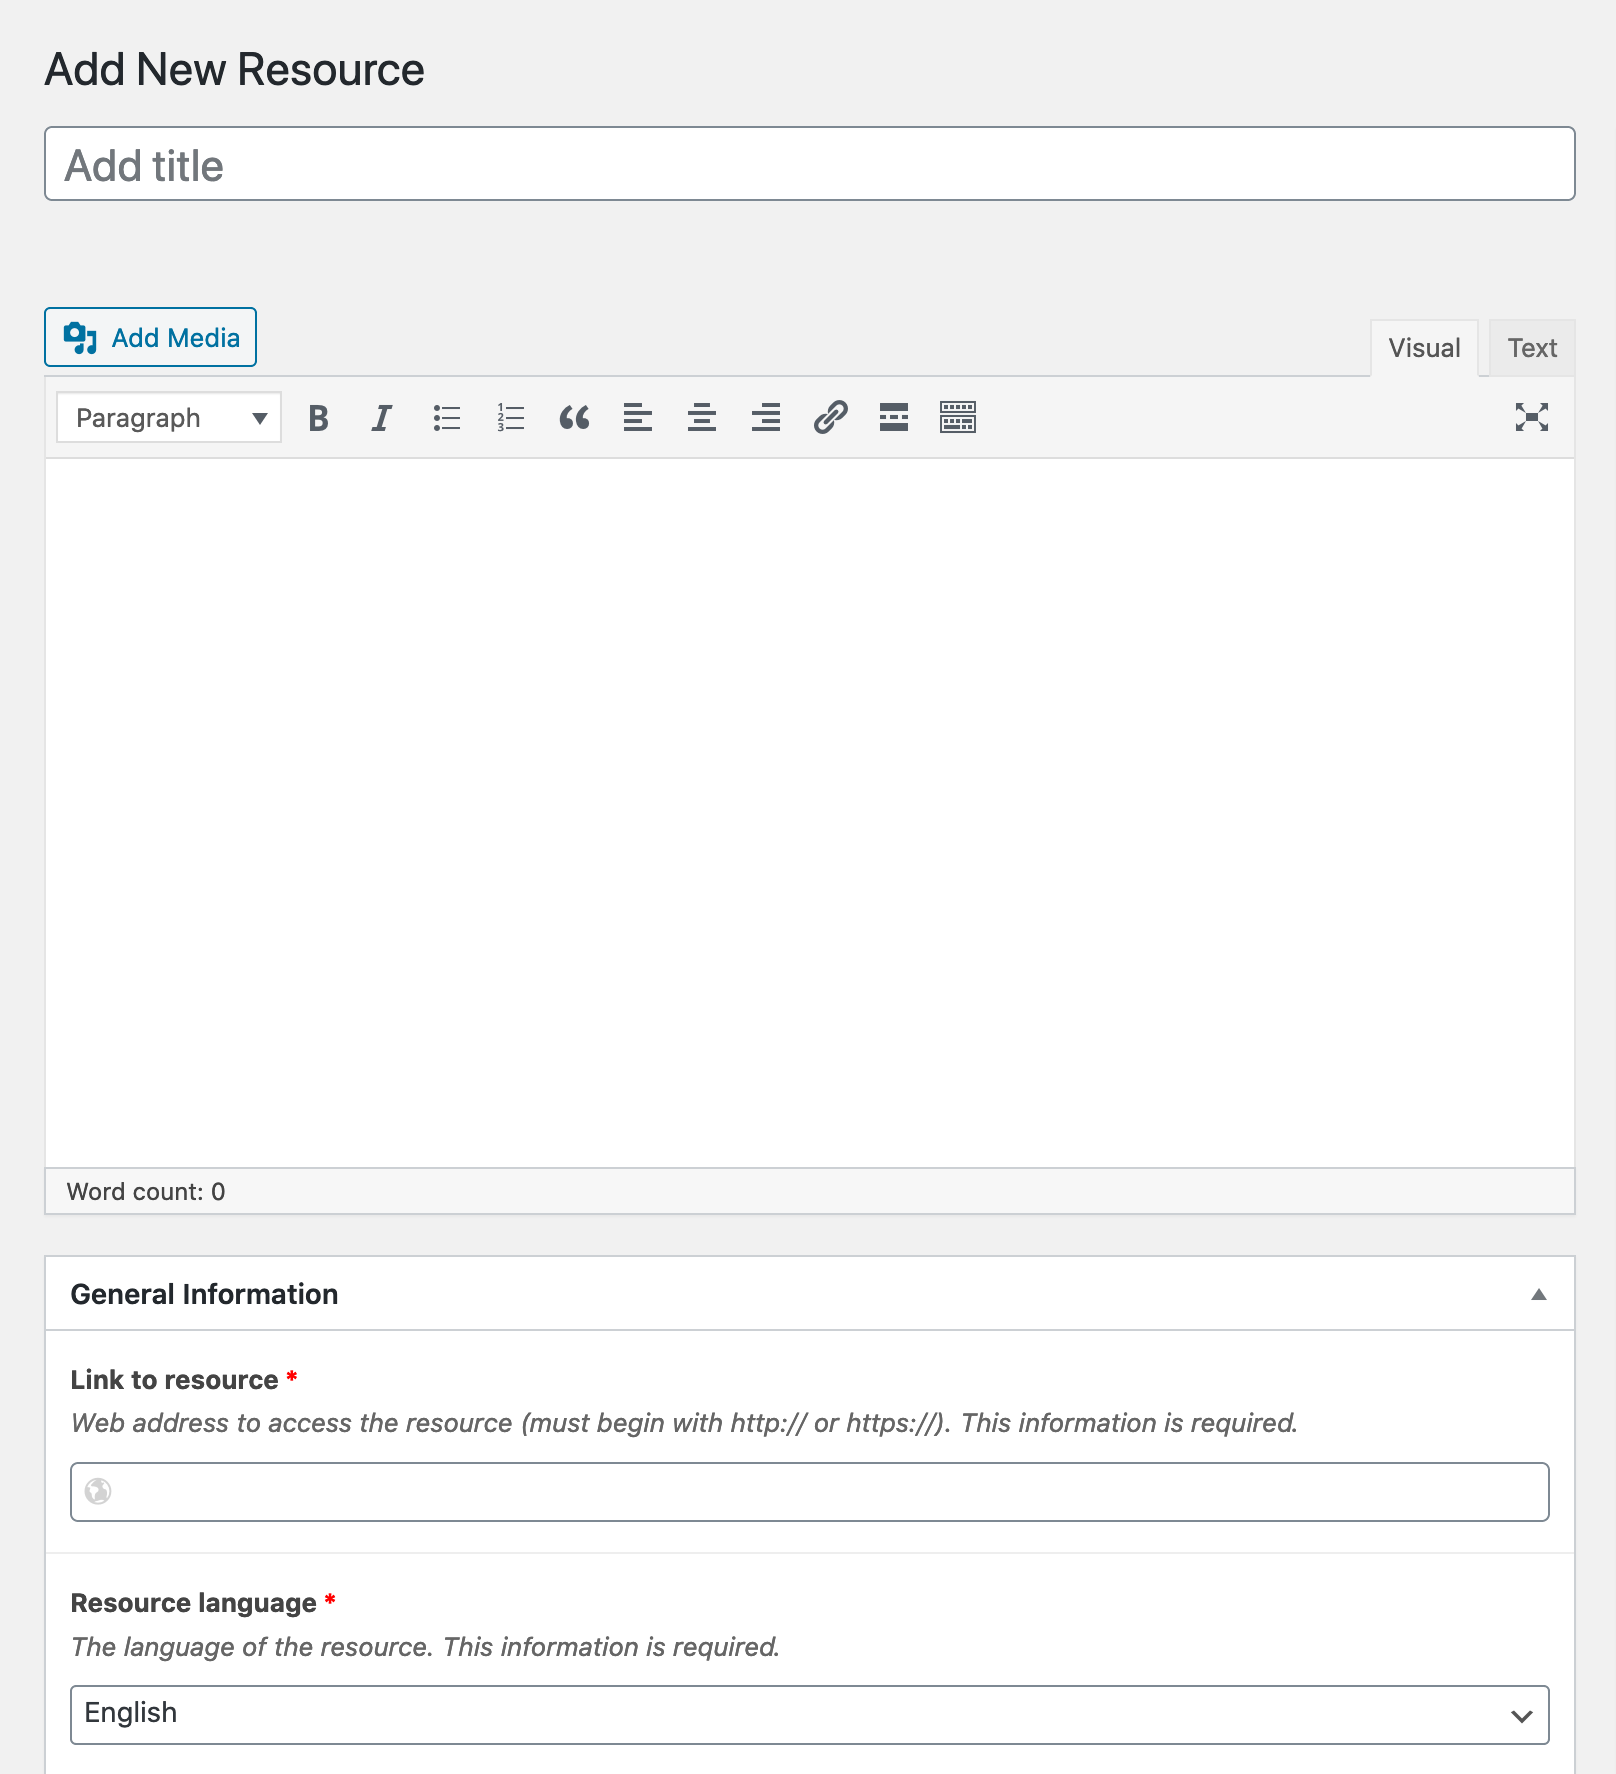 Add New Resource
Add title
Add Media
Visual
Text
Paragraph
Word count: 0
General Information
Link to resource *
Web address to access the resource (must begin with http:// or https://). This information is required.
Resource language *
The language of the resource. This information is required.
English